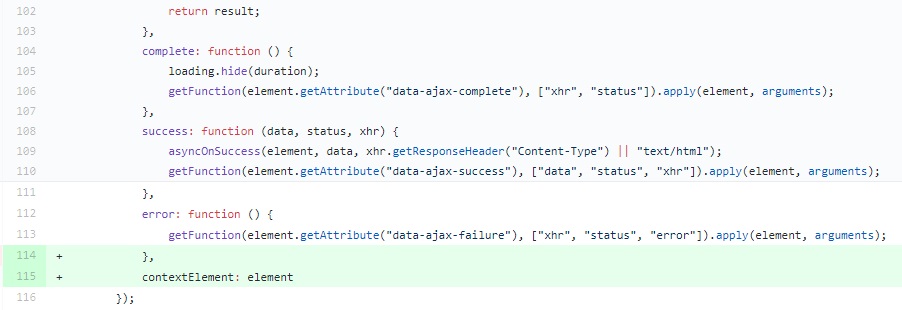 102 return result;
103 },
104 complete: function () {
105 loading.hide(duration);
106 getFunction(element.getAttribute("data-ajax-complete"), ["xhr", "status"]).apply(element, arguments);
107 },
108 success: function (data, status, xhr) {
109 asyncOnSuccess(element, data, xhr.getResponseHeader("Content-Type") || "text/html");
110 getFunction(element.getAttribute("data-ajax-success"), ["data", "status", "xhr"]).apply(element, arguments);
111 },
112 error: function () {
113 getFunction(element.getAttribute("data-ajax-failure"), ["xhr", "status", "error"]).apply(element, arguments);
114 + },
115 + contextElement: element
116 });